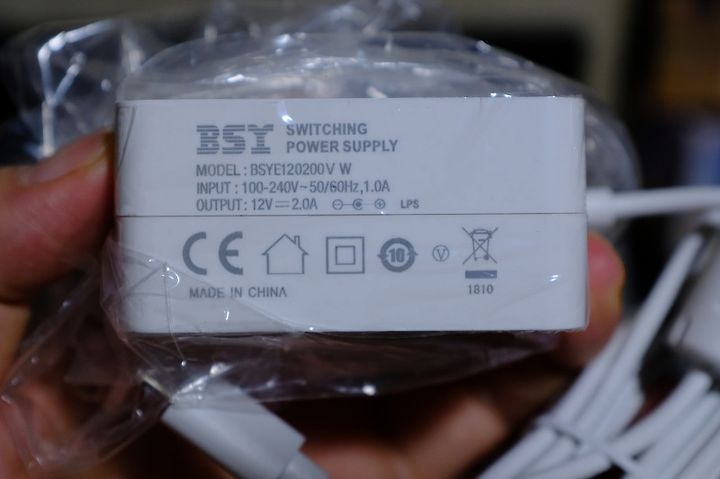 BSY SWITCHING
POWER SUPPLY
MODEL : BSYE120200V W
INPUT : 100-240V~50/60Hz,1.0A
OUTPUT : 12V⎓2.0A LPS
CE 10 V
MADE IN CHINA 1810